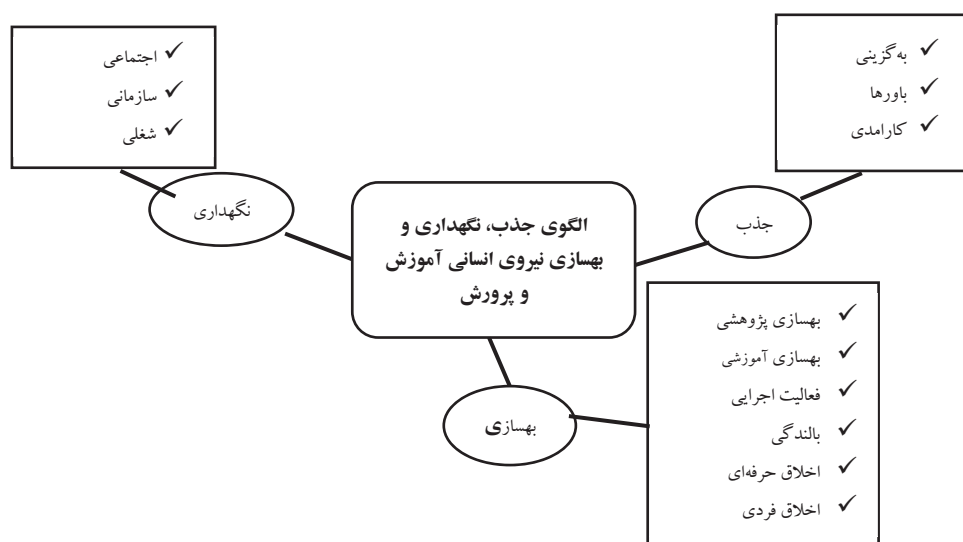 به‌گزینی
باورها
کارامدی
جذب
اجتماعی
سازمانی
شغلی
نگهداری
الگوی جذب، نگهداری و
بهسازی نیروی انسانی آموزش
و پرورش
بهسازی پژوهشی
بهسازی آموزشی
فعالیت اجرایی
بالندگی
اخلاق حرفه‌ای
اخلاق فردی
بهسازی